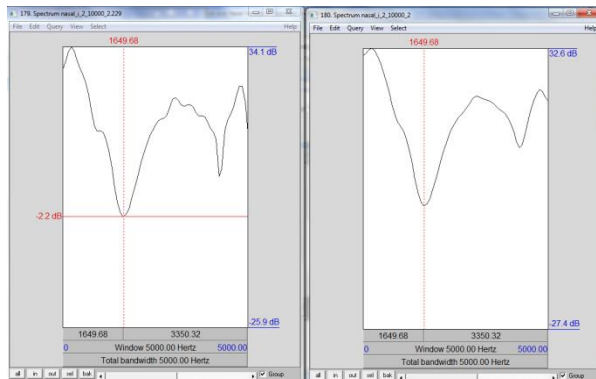 179. Spectrum nasal_i_2_10000_2.229
File Edit Query View Select Help
1649.68
34.1 dB
-2.2 dB
-25.9 dB
1649.68 3350.32
0 Window 5000.00 Hertz 5000.00
Total bandwidth 5000.00 Hertz
all in out sel bak Group
180. Spectrum nasal_i_2_10000_2
File Edit Query View Select Help
1649.68
32.6 dB
-27.4 dB
1649.68 3350.32
0 Window 5000.00 Hertz 5000.00
Total bandwidth 5000.00 Hertz
all in out sel bak Group